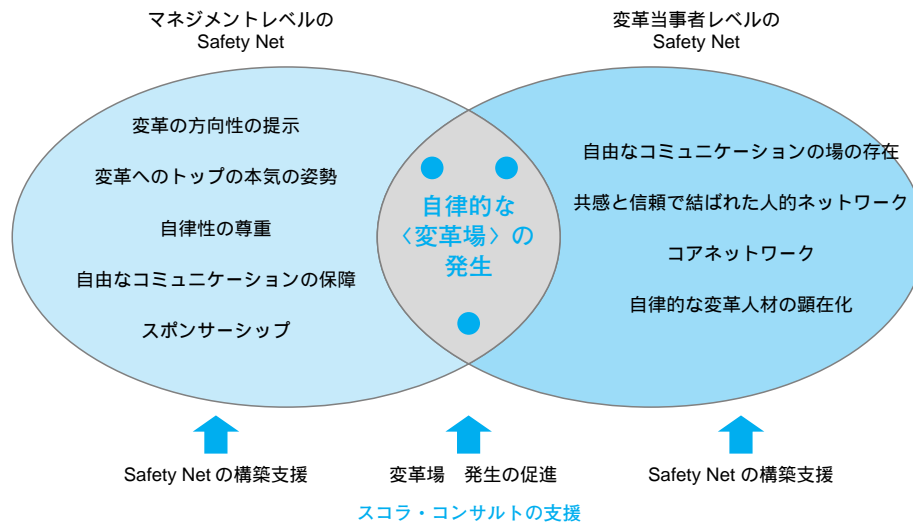 マネジメントレベルの
Safety Net
変革当事者レベルの
Safety Net
変革の方向性の提示
変革へのトップの本気の姿勢
自律性の尊重
自由なコミュニケーションの保障
スポンサーシップ
自律的な
〈変革場〉の
発生
自由なコミュニケーションの場の存在
共感と信頼で結ばれた人的ネットワーク
コアネットワーク
自律的な変革人材の顕在化
Safety Net の構築支援
変革場　発生の促進
Safety Net の構築支援
スコラ・コンサルトの支援